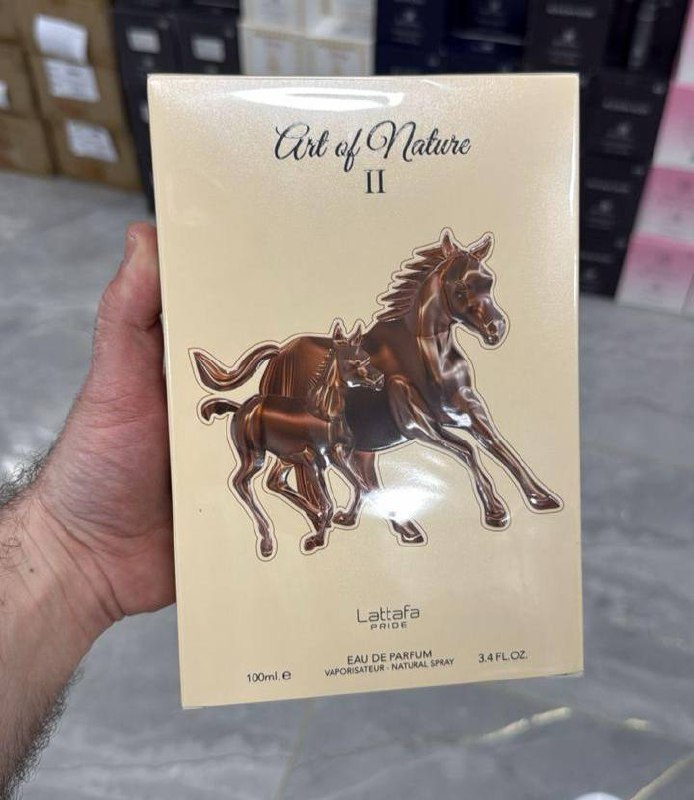 Art of Nature
II
Lattafa
PRIDE
EAU DE PARFUM
VAPORISATEUR - NATURAL SPRAY
100ml.e
3.4 FL.OZ.